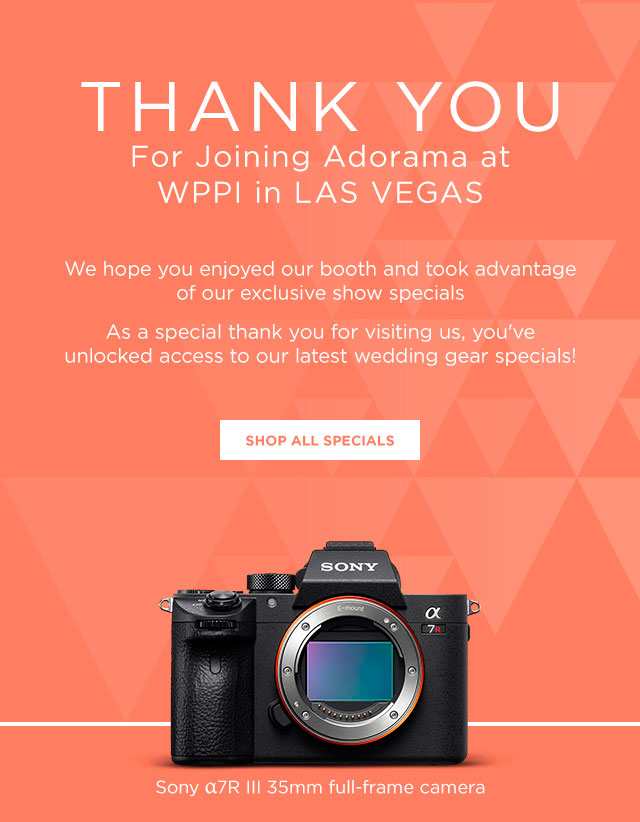 THANK YOU
For Joining Adorama at
WPPI in LAS VEGAS
We hope you enjoyed our booth and took advantage
of our exclusive show specials
As a special thank you for visiting us, you've
unlocked access to our latest wedding gear specials!
SHOP ALL SPECIALS
SONY
E-mount
α
7R
Sony α7R III 35mm full-frame camera